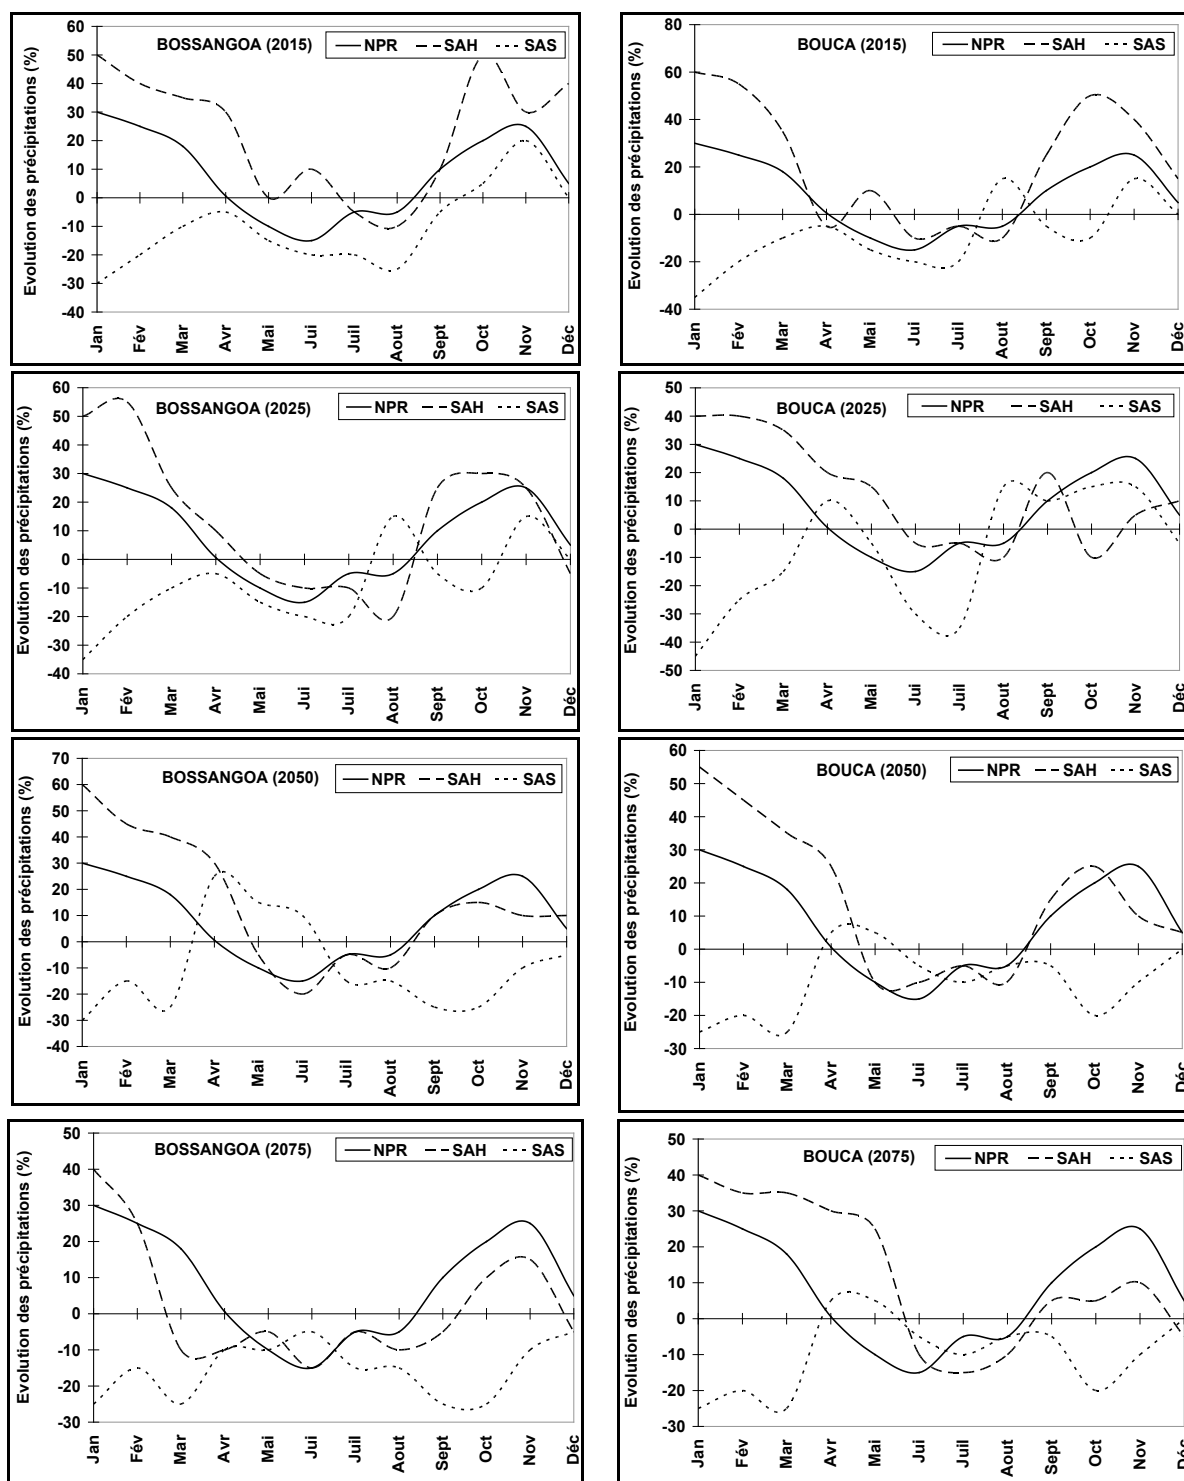 BOSSANGOA (2015)
NPR SAH SAS
Evolution des précipitations (%)
60
50
40
30
20
10
0
-10
-20
-30
-40
Jan Fév Mar Avr Mai Jui Juil Aout Sept Oct Nov Déc
BOUCA (2015)
NPR SAH SAS
Evolution des précipitations (%)
80
60
40
20
0
-20
-40
Jan Fév Mar Avr Mai Jui Juil Aout Sept Oct Nov Déc
BOSSANGOA (2025)
NPR SAH SAS
Evolution des précipitations (%)
60
50
40
30
20
10
0
-10
-20
-30
-40
Jan Fév Mar Avr Mai Jui Juil Aout Sept Oct Nov Déc
BOUCA (2025)
NPR SAH SAS
Evolution des précipitations (%)
50
40
30
20
10
0
-10
-20
-30
-40
-50
Jan Fév Mar Avr Mai Jui Juil Aout Sept Oct Nov Déc
BOSSANGOA (2050)
NPR SAH SAS
Evolution des précipitations (%)
70
60
50
40
30
20
10
0
-10
-20
-30
-40
Jan Fév Mar Avr Mai Jui Juil Aout Sept Oct Nov Déc
BOUCA (2050)
NPR SAH SAS
Evolution des précipitations (%)
60
50
40
30
20
10
0
-10
-20
-30
Jan Fév Mar Avr Mai Jui Juil Aout Sept Oct Nov Déc
BOSSANGOA (2075)
NPR SAH SAS
Evolution des précipitations (%)
50
40
30
20
10
0
-10
-20
-30
Jan Fév Mar Avr Mai Jui Juil Aout Sept Oct Nov Déc
BOUCA (2075)
NPR SAH SAS
Evolution des précipitations (%)
50
40
30
20
10
0
-10
-20
-30
Jan Fév Mar Avr Mai Jui Juil Aout Sept Oct Nov Déc